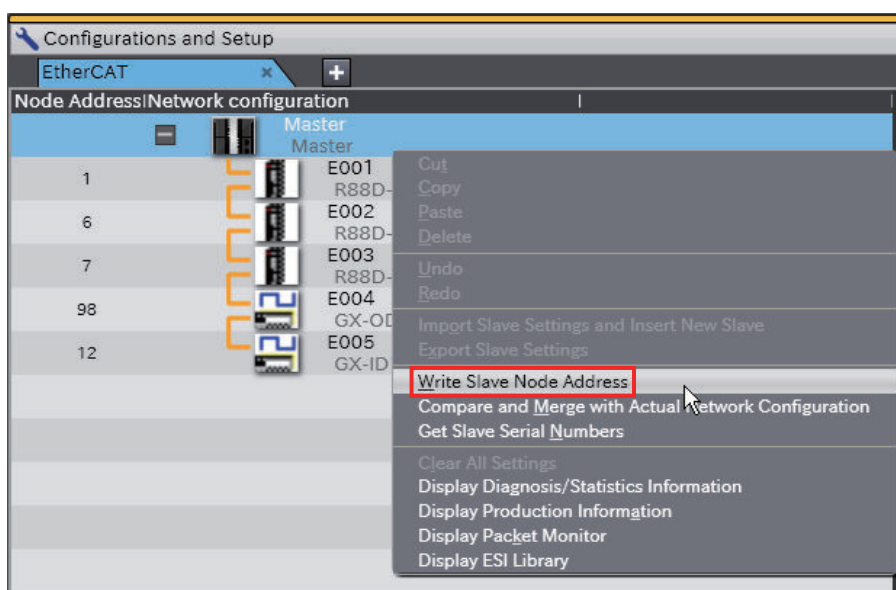 Configurations and Setup
EtherCAT
Node Address|Network configuration
Master
Master
1
E001
R88D-
6
E002
R88D-
7
E003
R88D-
98
E004
GX-OD
12
E005
GX-ID
Cut
Copy
Paste
Delete
Undo
Redo
Import Slave Settings and Insert New Slave
Export Slave Settings
Write Slave Node Address
Compare and Merge with Actual Network Configuration
Get Slave Serial Numbers
Clear All Settings
Display Diagnosis/Statistics Information
Display Production Information
Display Packet Monitor
Display ESI Library